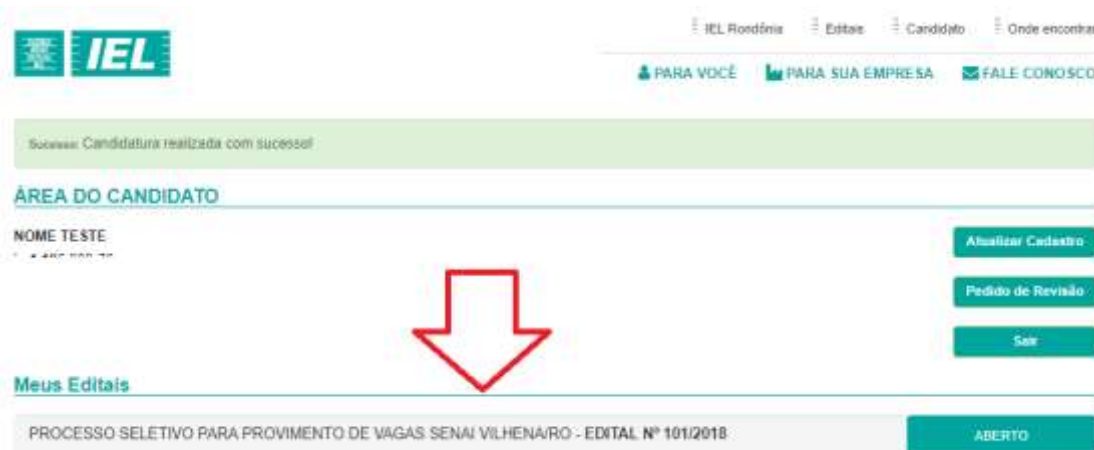 IEL
IEL Rondônia Editais Candidato Onde encontrar
PARA VOCÊ PARA SUA EMPRESA FALE CONOSCO
Sucesso: Candidatura realizada com sucesso!
ÁREA DO CANDIDATO
NOME TESTE
Atualizar Cadastro
Pedido de Revisão
Sair
Meus Editais
PROCESSO SELETIVO PARA PROVIMENTO DE VAGAS SENAI VILHENA/RO - EDITAL Nº 101/2018 ABERTO